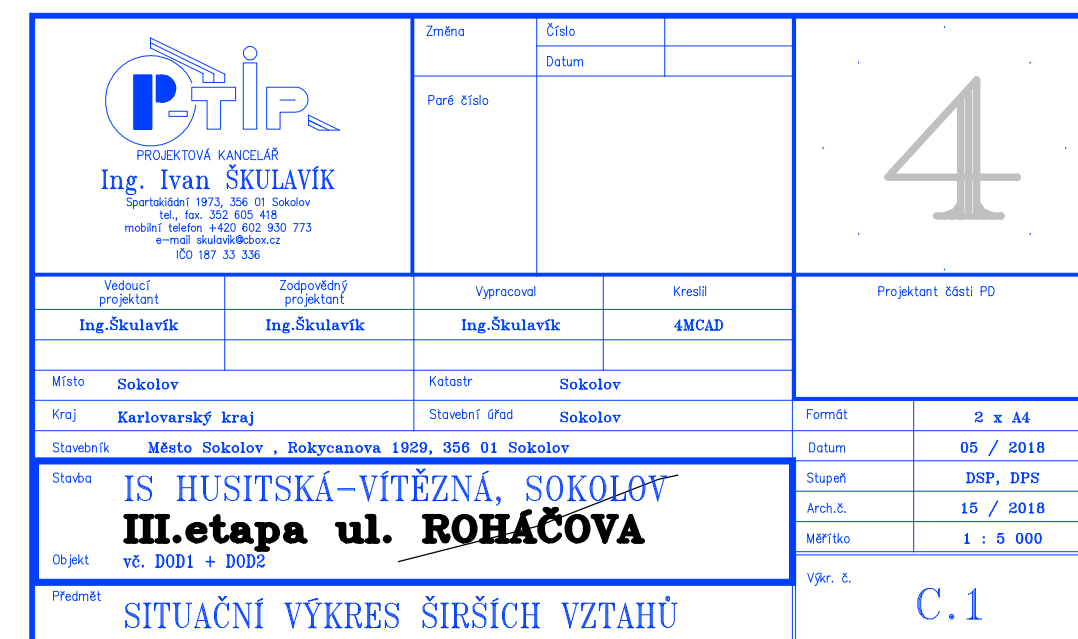 P-TIP
PROJEKTOVÁ KANCELÁŘ
Ing. Ivan ŠKULAVÍK
Spartakiádní 1973, 356 01 Sokolov
tel., fax. 352 605 418
mobilní telefon +420 602 930 773
e-mail skulavik@cbox.cz
IČO 187 33 336
Změna
Číslo
Datum
Paré číslo
4
Vedoucí
projektant
Zodpovědný
projektant
Vypracoval
Kreslil
Projektant části PD
Ing.Škulavík
Ing.Škulavík
Ing.Škulavík
4MCAD
Místo
Sokolov
Katastr
Sokolov
Kraj
Karlovarský kraj
Stavební úřad
Sokolov
Formát
2 x A4
Stavebník
Město Sokolov , Rokycanova 1929, 356 01 Sokolov
Datum
05 / 2018
Stavba
IS HUSITSKÁ-VÍTĚZNÁ, SOKOLOV
Stupeň
DSP, DPS
III.etapa ul. ROHÁČOVA
Arch.č.
15 / 2018
Měřítko
1 : 5 000
Objekt
vč. DOD1 + DOD2
Výkr. č.
C.1
Předmět
SITUAČNÍ VÝKRES ŠIRŠÍCH VZTAHŮ